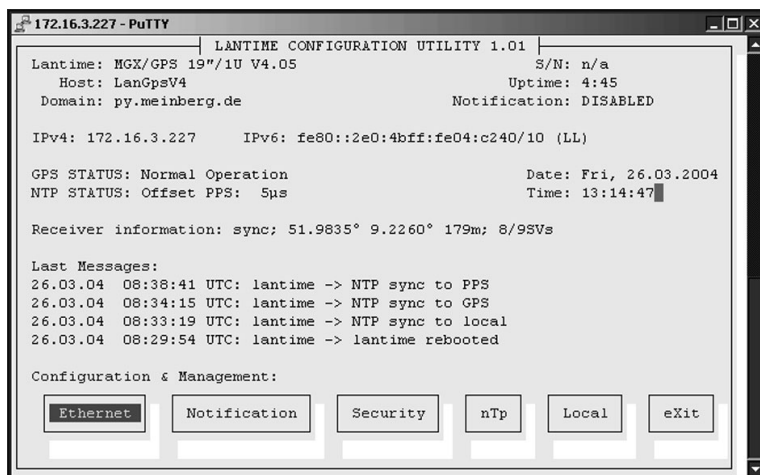 172.16.3.227 - PuTTY
LANTIME CONFIGURATION UTILITY 1.01
Lantime: MGX/GPS 19"/1U V4.05 S/N: n/a
Host: LanGpsV4 Uptime: 4:45
Domain: py.meinberg.de Notification: DISABLED
IPv4: 172.16.3.227 IPv6: fe80::2e0:4bff:fe04:c240/10 (LL)
GPS STATUS: Normal Operation Date: Fri, 26.03.2004
NTP STATUS: Offset PPS: 5µs Time: 13:14:47
Receiver information: sync; 51.9835° 9.2260° 179m; 8/9SVs
Last Messages:
26.03.04 08:38:41 UTC: lantime -> NTP sync to PPS
26.03.04 08:34:15 UTC: lantime -> NTP sync to GPS
26.03.04 08:33:19 UTC: lantime -> NTP sync to local
26.03.04 08:29:54 UTC: lantime -> lantime rebooted
Configuration & Management:
Ethernet Notification Security nTp Local eXit